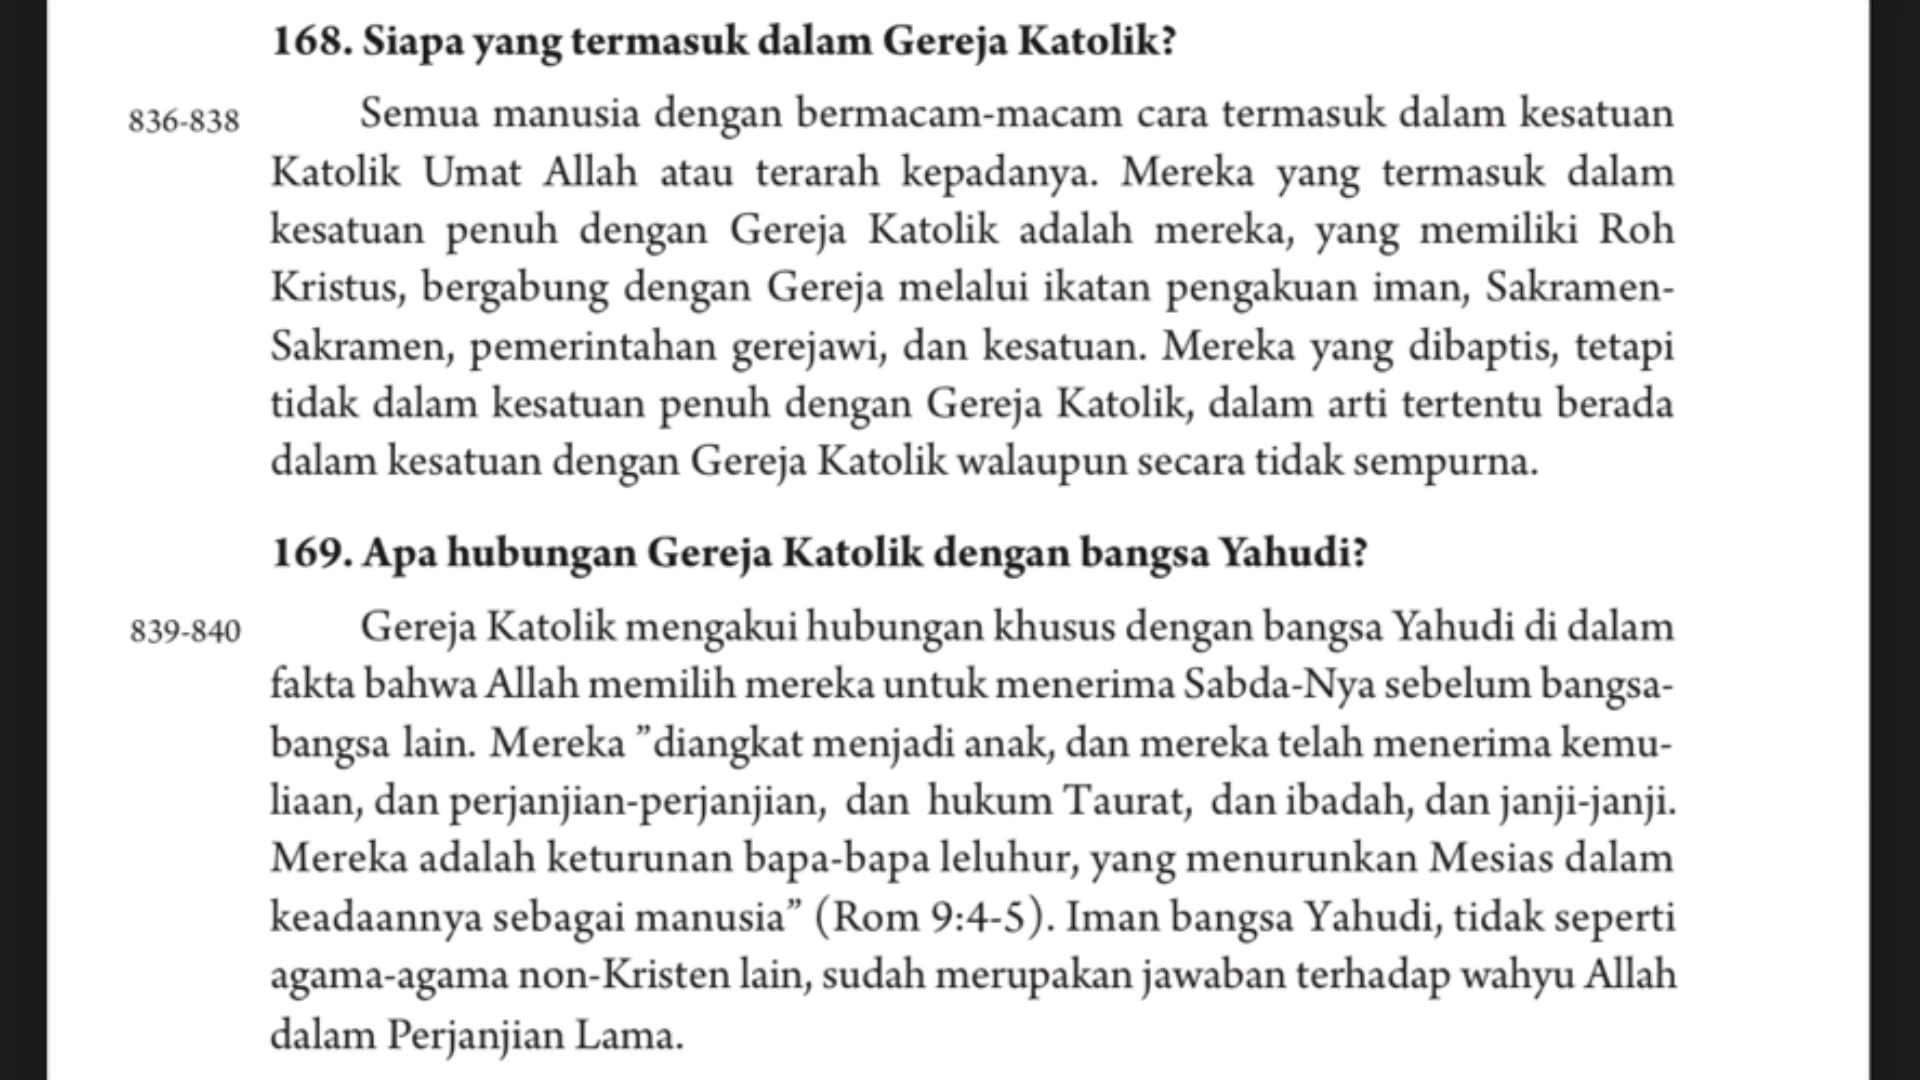 168. Siapa yang termasuk dalam Gereja Katolik?
836-838 Semua manusia dengan bermacam-macam cara termasuk dalam kesatuan
Katolik Umat Allah atau terarah kepadanya. Mereka yang termasuk dalam
kesatuan penuh dengan Gereja Katolik adalah mereka, yang memiliki Roh
Kristus, bergabung dengan Gereja melalui ikatan pengakuan iman, Sakramen-
Sakramen, pemerintahan gerejawi, dan kesatuan. Mereka yang dibaptis, tetapi
tidak dalam kesatuan penuh dengan Gereja Katolik, dalam arti tertentu berada
dalam kesatuan dengan Gereja Katolik walaupun secara tidak sempurna.
169. Apa hubungan Gereja Katolik dengan bangsa Yahudi?
839-840 Gereja Katolik mengakui hubungan khusus dengan bangsa Yahudi di dalam
fakta bahwa Allah memilih mereka untuk menerima Sabda-Nya sebelum bangsa-
bangsa lain. Mereka ”diangkat menjadi anak, dan mereka telah menerima kemu-
liaan, dan perjanjian-perjanjian, dan hukum Taurat, dan ibadah, dan janji-janji.
Mereka adalah keturunan bapa-bapa leluhur, yang menurunkan Mesias dalam
keadaannya sebagai manusia” (Rom 9:4-5). Iman bangsa Yahudi, tidak seperti
agama-agama non-Kristen lain, sudah merupakan jawaban terhadap wahyu Allah
dalam Perjanjian Lama.